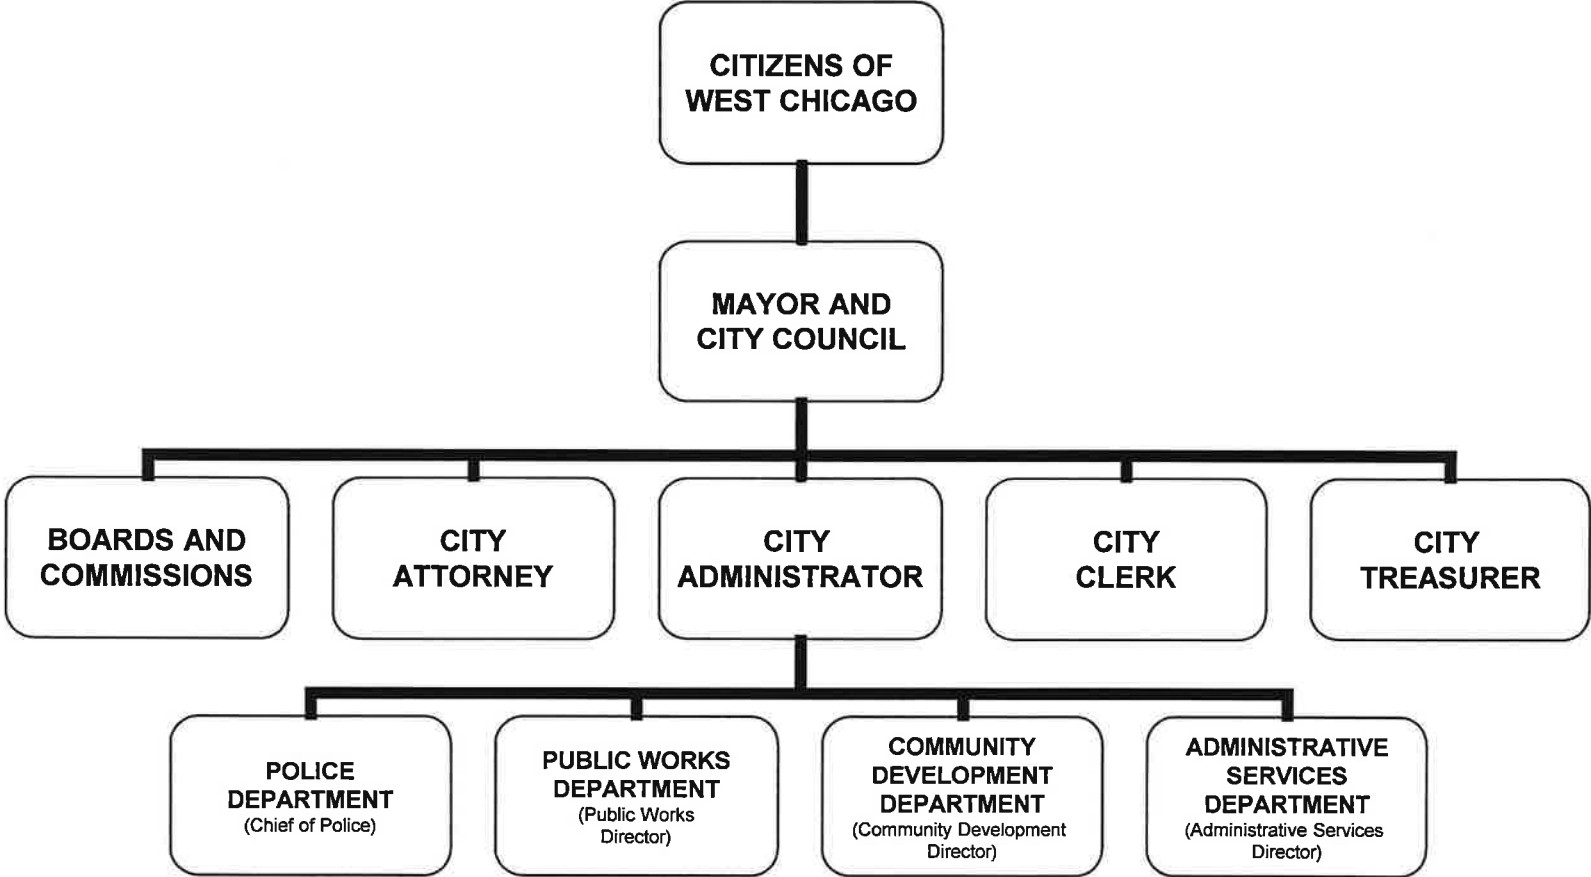 CITIZENS OF
WEST CHICAGO
MAYOR AND
CITY COUNCIL
BOARDS AND
COMMISSIONS
CITY
ATTORNEY
CITY
ADMINISTRATOR
CITY
CLERK
CITY
TREASURER
POLICE
DEPARTMENT
(Chief of Police)
PUBLIC WORKS
DEPARTMENT
(Public Works
Director)
COMMUNITY
DEVELOPMENT
DEPARTMENT
(Community Development
Director)
ADMINISTRATIVE
SERVICES
DEPARTMENT
(Administrative Services
Director)